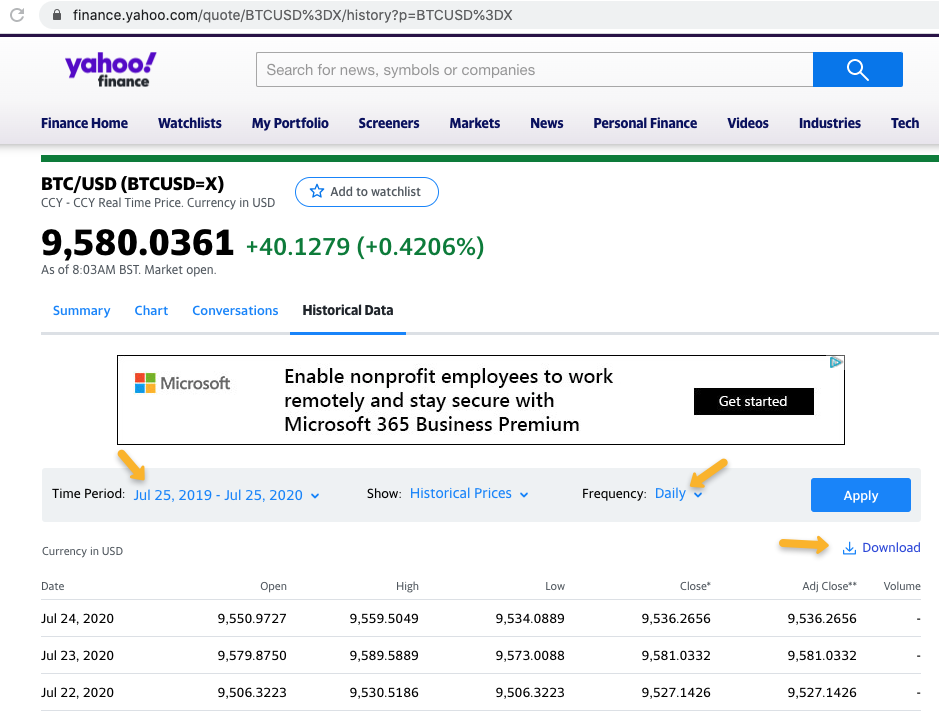 finance.yahoo.com/quote/BTCUSD%3DX/history?p=BTCUSD%3DX
yahoo! finance
Search for news, symbols or companies
Finance Home Watchlists My Portfolio Screeners Markets News Personal Finance Videos Industries Tech
BTC/USD (BTCUSD=X)
CCY - CCY Real Time Price. Currency in USD
Add to watchlist
9,580.0361 +40.1279 (+0.4206%)
As of 8:03AM BST. Market open.
Summary Chart Conversations Historical Data
Microsoft
Enable nonprofit employees to work
remotely and stay secure with
Microsoft 365 Business Premium
Get started
Time Period: Jul 25, 2019 - Jul 25, 2020 Show: Historical Prices Frequency: Daily Apply
Currency in USD Download
Date Open High Low Close* Adj Close** Volume
Jul 24, 2020 9,550.9727 9,559.5049 9,534.0889 9,536.2656 9,536.2656 -
Jul 23, 2020 9,579.8750 9,589.5889 9,573.0088 9,581.0332 9,581.0332 -
Jul 22, 2020 9,506.3223 9,530.5186 9,506.3223 9,527.1426 9,527.1426 -